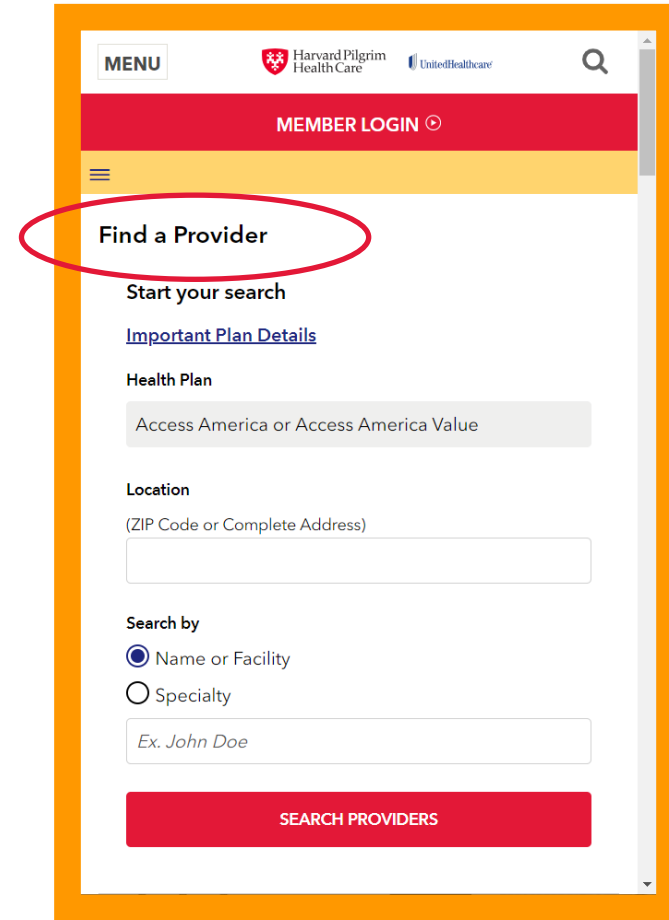 MENU
Harvard Pilgrim
Health Care
UnitedHealthcare
MEMBER LOGIN
Find a Provider
Start your search
Important Plan Details
Health Plan
Access America or Access America Value
Location
(ZIP Code or Complete Address)
Search by
Name or Facility
Specialty
Ex. John Doe
SEARCH PROVIDERS